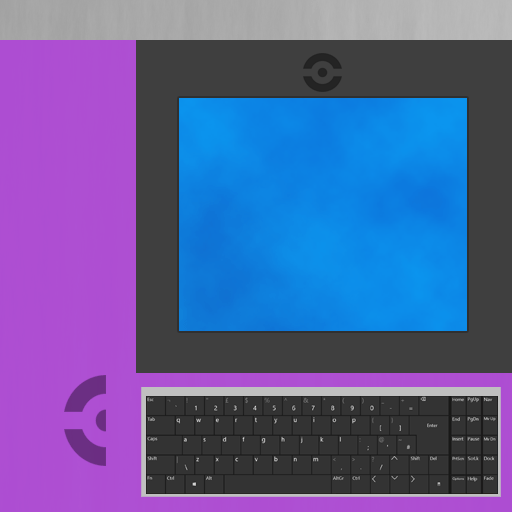 Esc 1 2 3 4 5 6 7 8 9 0 - = Home PgUp Nav
Tab q w e r t y u i o p [ ] Enter End PgDn Mv Up
Caps a s d f g h j k l ; ' # Insert Pause Mv Dn
Shift \ z x c v b n m , . / Shift Del PrtScn ScrLk Dock
Fn Ctrl Alt AltGr Ctrl Options Help Fade